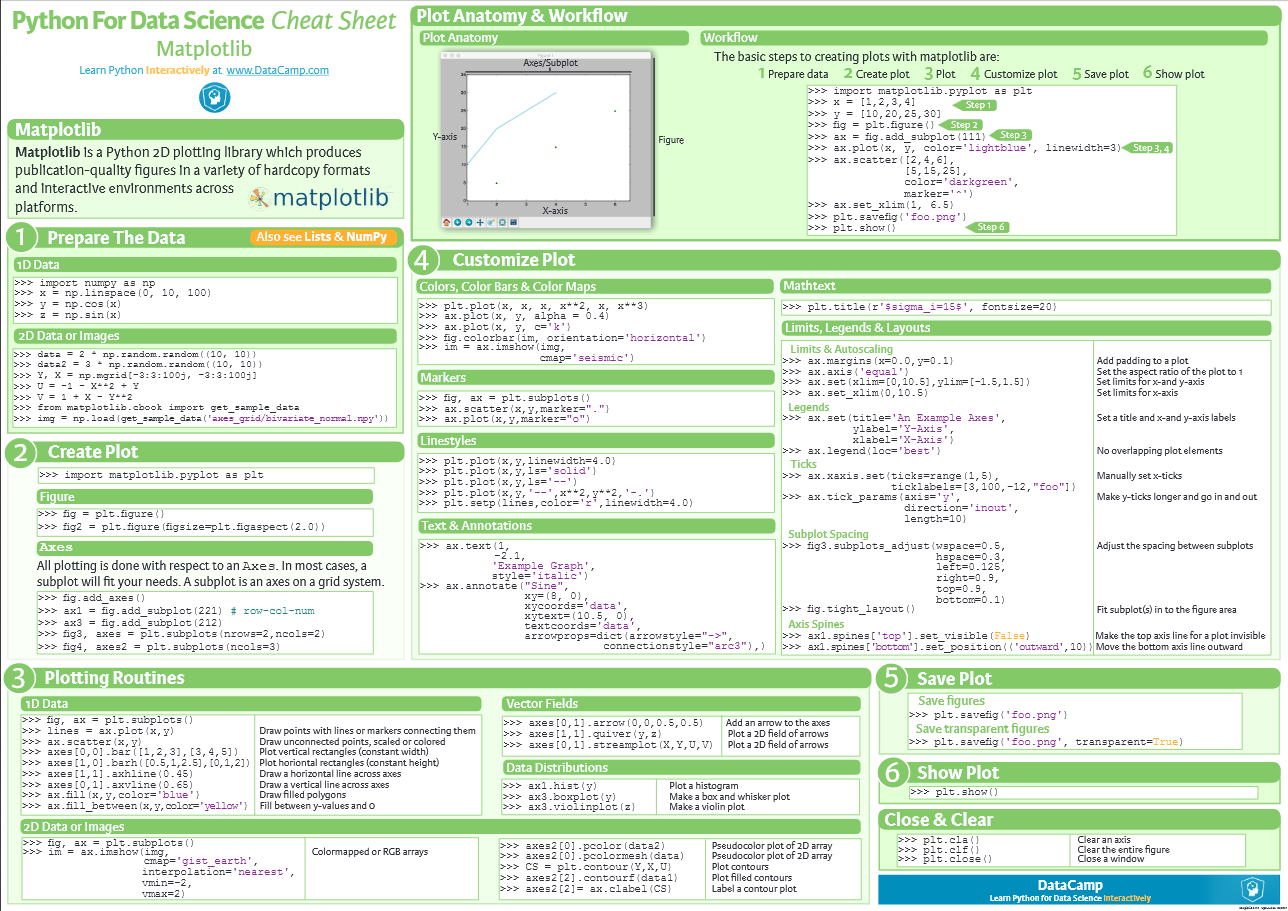 Python For Data Science Cheat Sheet
Matplotlib
Learn Python Interactively at www.DataCamp.com
Matplotlib
Matplotlib is a Python 2D plotting library which produces
publication-quality figures in a variety of hardcopy formats
and interactive environments across
platforms.
matplotlib
1 Prepare The Data
Also see Lists & NumPy
1D Data
>>> import numpy as np
>>> x = np.linspace(0, 10, 100)
>>> y = np.cos(x)
>>> z = np.sin(x)
2D Data or Images
>>> data = 2 * np.random.random((10, 10))
>>> data2 = 3 * np.random.random((10, 10))
>>> Y, X = np.mgrid[-3:3:100j, -3:3:100j]
>>> U = -1 - X**2 + Y
>>> V = 1 + X - Y**2
>>> from matplotlib.cbook import get_sample_data
>>> img = np.load(get_sample_data('axes_grid/bivariate_normal.npy'))
2 Create Plot
>>> import matplotlib.pyplot as plt
Figure
>>> fig = plt.figure()
>>> fig2 = plt.figure(figsize=plt.figaspect(2.0))
Axes
All plotting is done with respect to an Axes. In most cases, a
subplot will fit your needs. A subplot is an axes on a grid system.
>>> fig.add_axes()
>>> ax1 = fig.add_subplot(221) # row-col-num
>>> ax3 = fig.add_subplot(212)
>>> fig3, axes = plt.subplots(nrows=2,ncols=2)
>>> fig4, axes2 = plt.subplots(ncols=3)
Plot Anatomy & Workflow
Plot Anatomy
Axes/Subplot
Y-axis
Figure
X-axis
Workflow
The basic steps to creating plots with matplotlib are:
1 Prepare data 2 Create plot 3 Plot 4 Customize plot 5 Save plot 6 Show plot
>>> import matplotlib.pyplot as plt
>>> x = [1,2,3,4] Step 1
>>> y = [10,20,25,30]
>>> fig = plt.figure() Step 2
>>> ax = fig.add_subplot(111) Step 3
>>> ax.plot(x, y, color='lightblue', linewidth=3) Step 3, 4
>>> ax.scatter([2,4,6],
[5,15,25],
color='darkgreen',
marker='^')
>>> ax.set_xlim(1, 6.5)
>>> plt.savefig('foo.png')
>>> plt.show() Step 6
4 Customize Plot
Colors, Color Bars & Color Maps
>>> plt.plot(x, x, x, x**2, x, x**3)
>>> ax.plot(x, y, alpha = 0.4)
>>> ax.plot(x, y, c='k')
>>> fig.colorbar(im, orientation='horizontal')
>>> im = ax.imshow(img,
cmap='seismic')
Markers
>>> fig, ax = plt.subplots()
>>> ax.scatter(x,y,marker=".")
>>> ax.plot(x,y,marker="o")
Linestyles
>>> plt.plot(x,y,linewidth=4.0)
>>> plt.plot(x,y,ls='solid')
>>> plt.plot(x,y,ls='--')
>>> plt.plot(x,y,'--',x**2,y**2,'-.')
>>> plt.setp(lines,color='r',linewidth=4.0)
Text & Annotations
>>> ax.text(1,
-2.1,
'Example Graph',
style='italic')
>>> ax.annotate("Sine",
xy=(8, 0),
xycoords='data',
xytext=(10.5, 0),
textcoords='data',
arrowprops=dict(arrowstyle="->",
connectionstyle="arc3"),)
Mathtext
>>> plt.title(r'$sigma_i=15$', fontsize=20)
Limits, Legends & Layouts
Limits & Autoscaling
>>> ax.margins(x=0.0,y=0.1) Add padding to a plot
>>> ax.axis('equal') Set the aspect ratio of the plot to 1
>>> ax.set(xlim=[0,10.5],ylim=[-1.5,1.5]) Set limits for x-and y-axis
>>> ax.set_xlim(0,10.5) Set limits for x-axis
Legends
>>> ax.set(title='An Example Axes', Set a title and x-and y-axis labels
ylabel='Y-Axis',
xlabel='X-Axis')
>>> ax.legend(loc='best') No overlapping plot elements
Ticks
>>> ax.xaxis.set(ticks=range(1,5), Manually set x-ticks
ticklabels=[3,100,-12,"foo"])
>>> ax.tick_params(axis='y', Make y-ticks longer and go in and out
direction='inout',
length=10)
Subplot Spacing
>>> fig3.subplots_adjust(wspace=0.5, Adjust the spacing between subplots
hspace=0.3,
left=0.125,
right=0.9,
top=0.9,
bottom=0.1)
>>> fig.tight_layout() Fit subplot(s) in to the figure area
Axis Spines
>>> ax1.spines['top'].set_visible(False) Make the top axis line for a plot invisible
>>> ax1.spines['bottom'].set_position(('outward',10)) Move the bottom axis line outward
3 Plotting Routines
1D Data
>>> fig, ax = plt.subplots()
>>> lines = ax.plot(x,y) Draw points with lines or markers connecting them
>>> ax.scatter(x,y) Draw unconnected points, scaled or colored
>>> axes[0,0].bar([1,2,3],[3,4,5]) Plot vertical rectangles (constant width)
>>> axes[1,0].barh([0.5,1,2.5],[0,1,2]) Plot horiontal rectangles (constant height)
>>> axes[1,1].axhline(0.45) Draw a horizontal line across axes
>>> axes[0,1].axvline(0.65) Draw a vertical line across axes
>>> ax.fill(x,y,color='blue') Draw filled polygons
>>> ax.fill_between(x,y,color='yellow') Fill between y-values and 0
2D Data or Images
>>> fig, ax = plt.subplots()
>>> im = ax.imshow(img, Colormapped or RGB arrays
cmap='gist_earth',
interpolation='nearest',
vmin=-2,
vmax=2)
Vector Fields
>>> axes[0,1].arrow(0,0,0.5,0.5) Add an arrow to the axes
>>> axes[1,1].quiver(y,z) Plot a 2D field of arrows
>>> axes[0,1].streamplot(X,Y,U,V) Plot a 2D field of arrows
Data Distributions
>>> ax1.hist(y) Plot a histogram
>>> ax3.boxplot(y) Make a box and whisker plot
>>> ax3.violinplot(z) Make a violin plot
>>> axes2[0].pcolor(data2) Pseudocolor plot of 2D array
>>> axes2[0].pcolormesh(data) Pseudocolor plot of 2D array
>>> CS = plt.contour(Y,X,U) Plot contours
>>> axes2[2].contourf(data1) Plot filled contours
>>> axes2[2]= ax.clabel(CS) Label a contour plot
5 Save Plot
Save figures
>>> plt.savefig('foo.png')
Save transparent figures
>>> plt.savefig('foo.png', transparent=True)
6 Show Plot
>>> plt.show()
Close & Clear
>>> plt.cla() Clear an axis
>>> plt.clf() Clear the entire figure
>>> plt.close() Close a window
DataCamp
Learn Python for Data Science Interactively